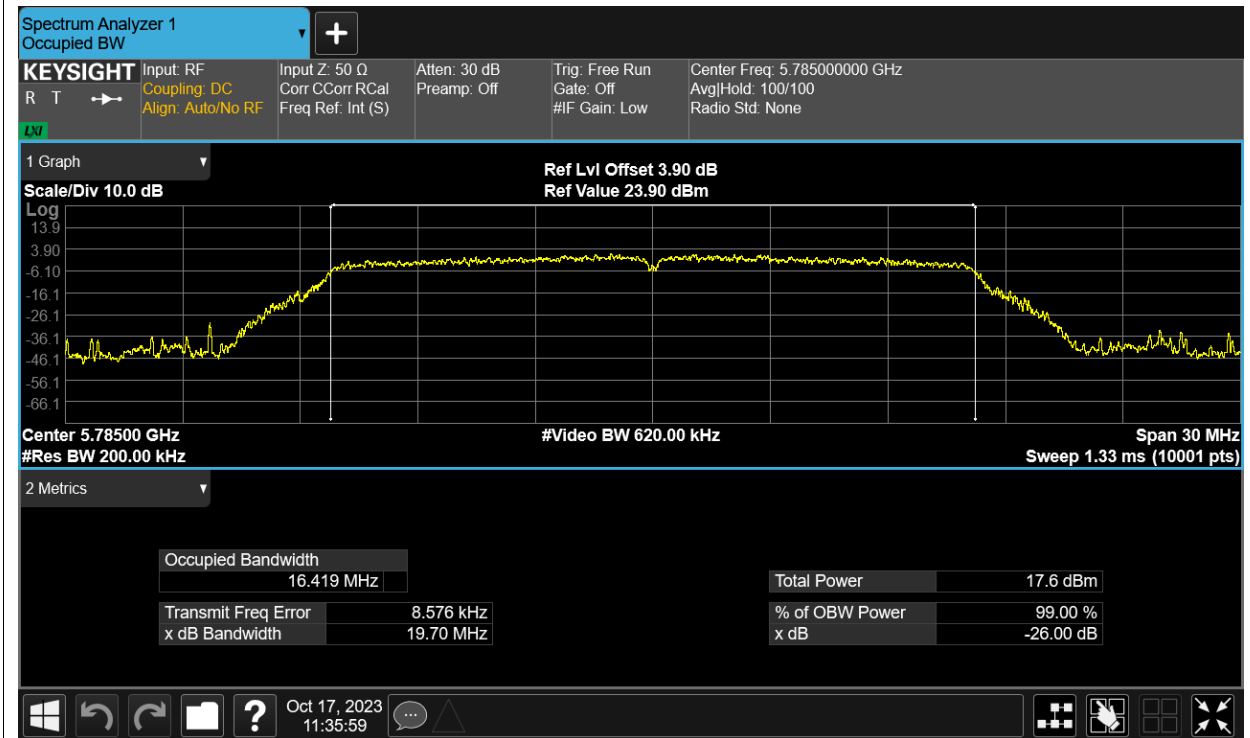 Spectrum Analyzer 1
Occupied BW
KEYSIGHT
R T
LXI
Input: RF
Coupling: DC
Align: Auto/No RF
Input Z: 50 Ω
Corr CCorr RCal
Freq Ref: Int (S)
Atten: 30 dB
Preamp: Off
Trig: Free Run
Gate: Off
#IF Gain: Low
Center Freq: 5.785000000 GHz
Avg|Hold: 100/100
Radio Std: None
1 Graph
Scale/Div 10.0 dB
Ref Lvl Offset 3.90 dB
Ref Value 23.90 dBm
Log
13.9
3.90
-6.10
-16.1
-26.1
-36.1
-46.1
-56.1
-66.1
Center 5.78500 GHz
#Res BW 200.00 kHz
#Video BW 620.00 kHz
Span 30 MHz
Sweep 1.33 ms (10001 pts)
2 Metrics
Occupied Bandwidth
16.419 MHz
Transmit Freq Error 8.576 kHz
x dB Bandwidth 19.70 MHz
Total Power 17.6 dBm
% of OBW Power 99.00 %
x dB -26.00 dB
?
Oct 17, 2023
11:35:59